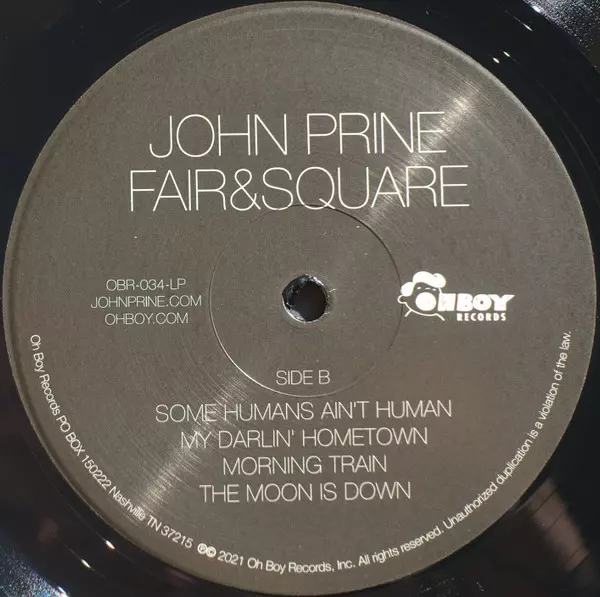 JOHN PRINE
FAIR&SQUARE
OBR-034-LP
JOHNPRINE.COM
OHBOY.COM
OH BOY
RECORDS
SIDE B
SOME HUMANS AIN'T HUMAN
MY DARLIN' HOMETOWN
MORNING TRAIN
THE MOON IS DOWN
Oh Boy Records PO BOX 150222 Nashville TN 37215 ℗© 2021 Oh Boy Records, Inc. All rights reserved. Unauthorized duplication is a violation of the law.